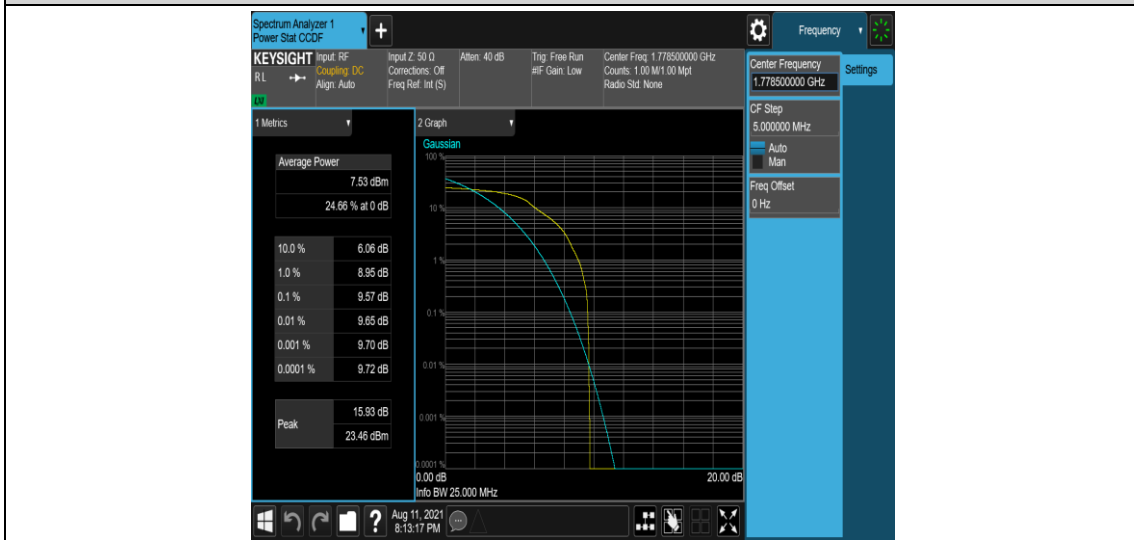 Spectrum Analyzer 1
Power Stat CCDF
+
Frequency
KEYSIGHT
RL
LXI
Input: RF
Coupling: DC
Align: Auto
Input Z: 50 Ω
Corrections: Off
Freq Ref: Int (S)
Atten: 40 dB
Trig: Free Run
#IF Gain: Low
Center Freq: 1.778500000 GHz
Counts: 1.00 M/1.00 Mpt
Radio Std: None
Center Frequency
1.778500000 GHz
Settings
CF Step
5.000000 MHz
Auto
Man
Freq Offset
0 Hz
1 Metrics
Average Power
7.53 dBm
24.66 % at 0 dB
10.0 % 6.06 dB
1.0 % 8.95 dB
0.1 % 9.57 dB
0.01 % 9.65 dB
0.001 % 9.70 dB
0.0001 % 9.72 dB
Peak
15.93 dB
23.46 dBm
2 Graph
Gaussian
100 %
10 %
1 %
0.1 %
0.01 %
0.001 %
0.0001 %
0.00 dB 20.00 dB
Info BW 25.000 MHz
?
Aug 11, 2021
8:13:17 PM